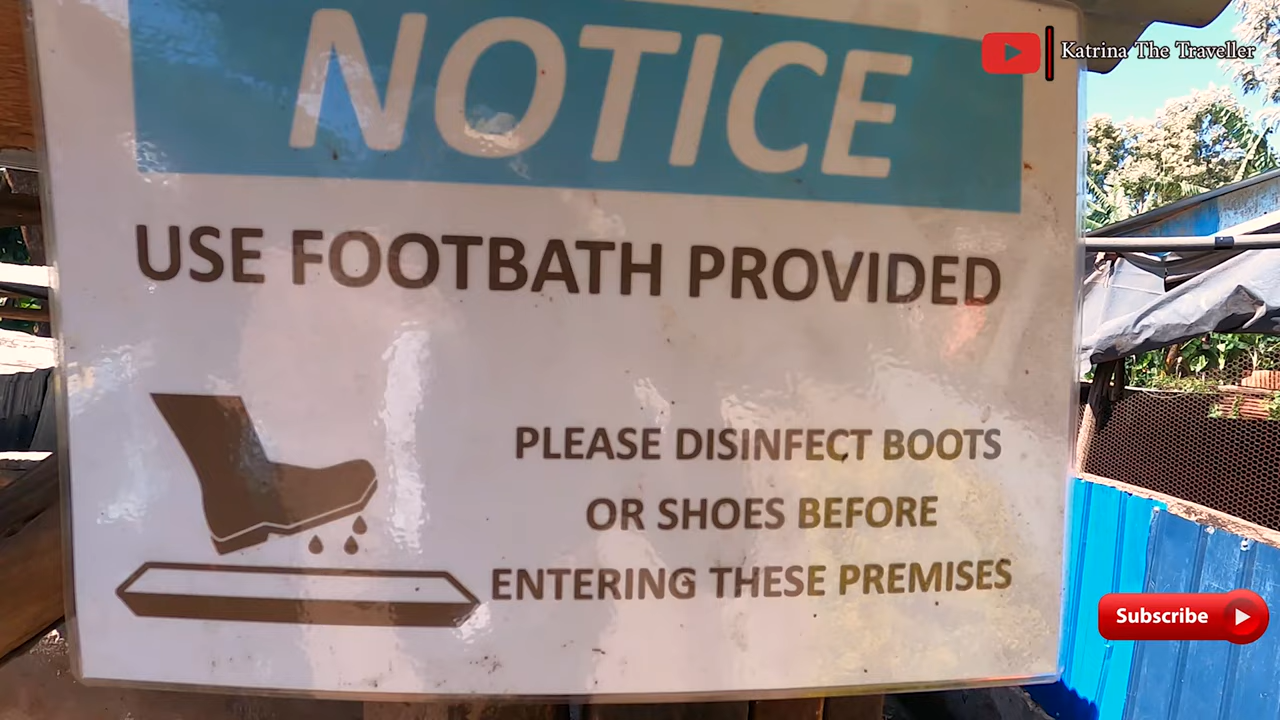 NOTICE
USE FOOTBATH PROVIDED
PLEASE DISINFECT BOOTS
OR SHOES BEFORE
ENTERING THESE PREMISES
Katrina The Traveller
Subscribe